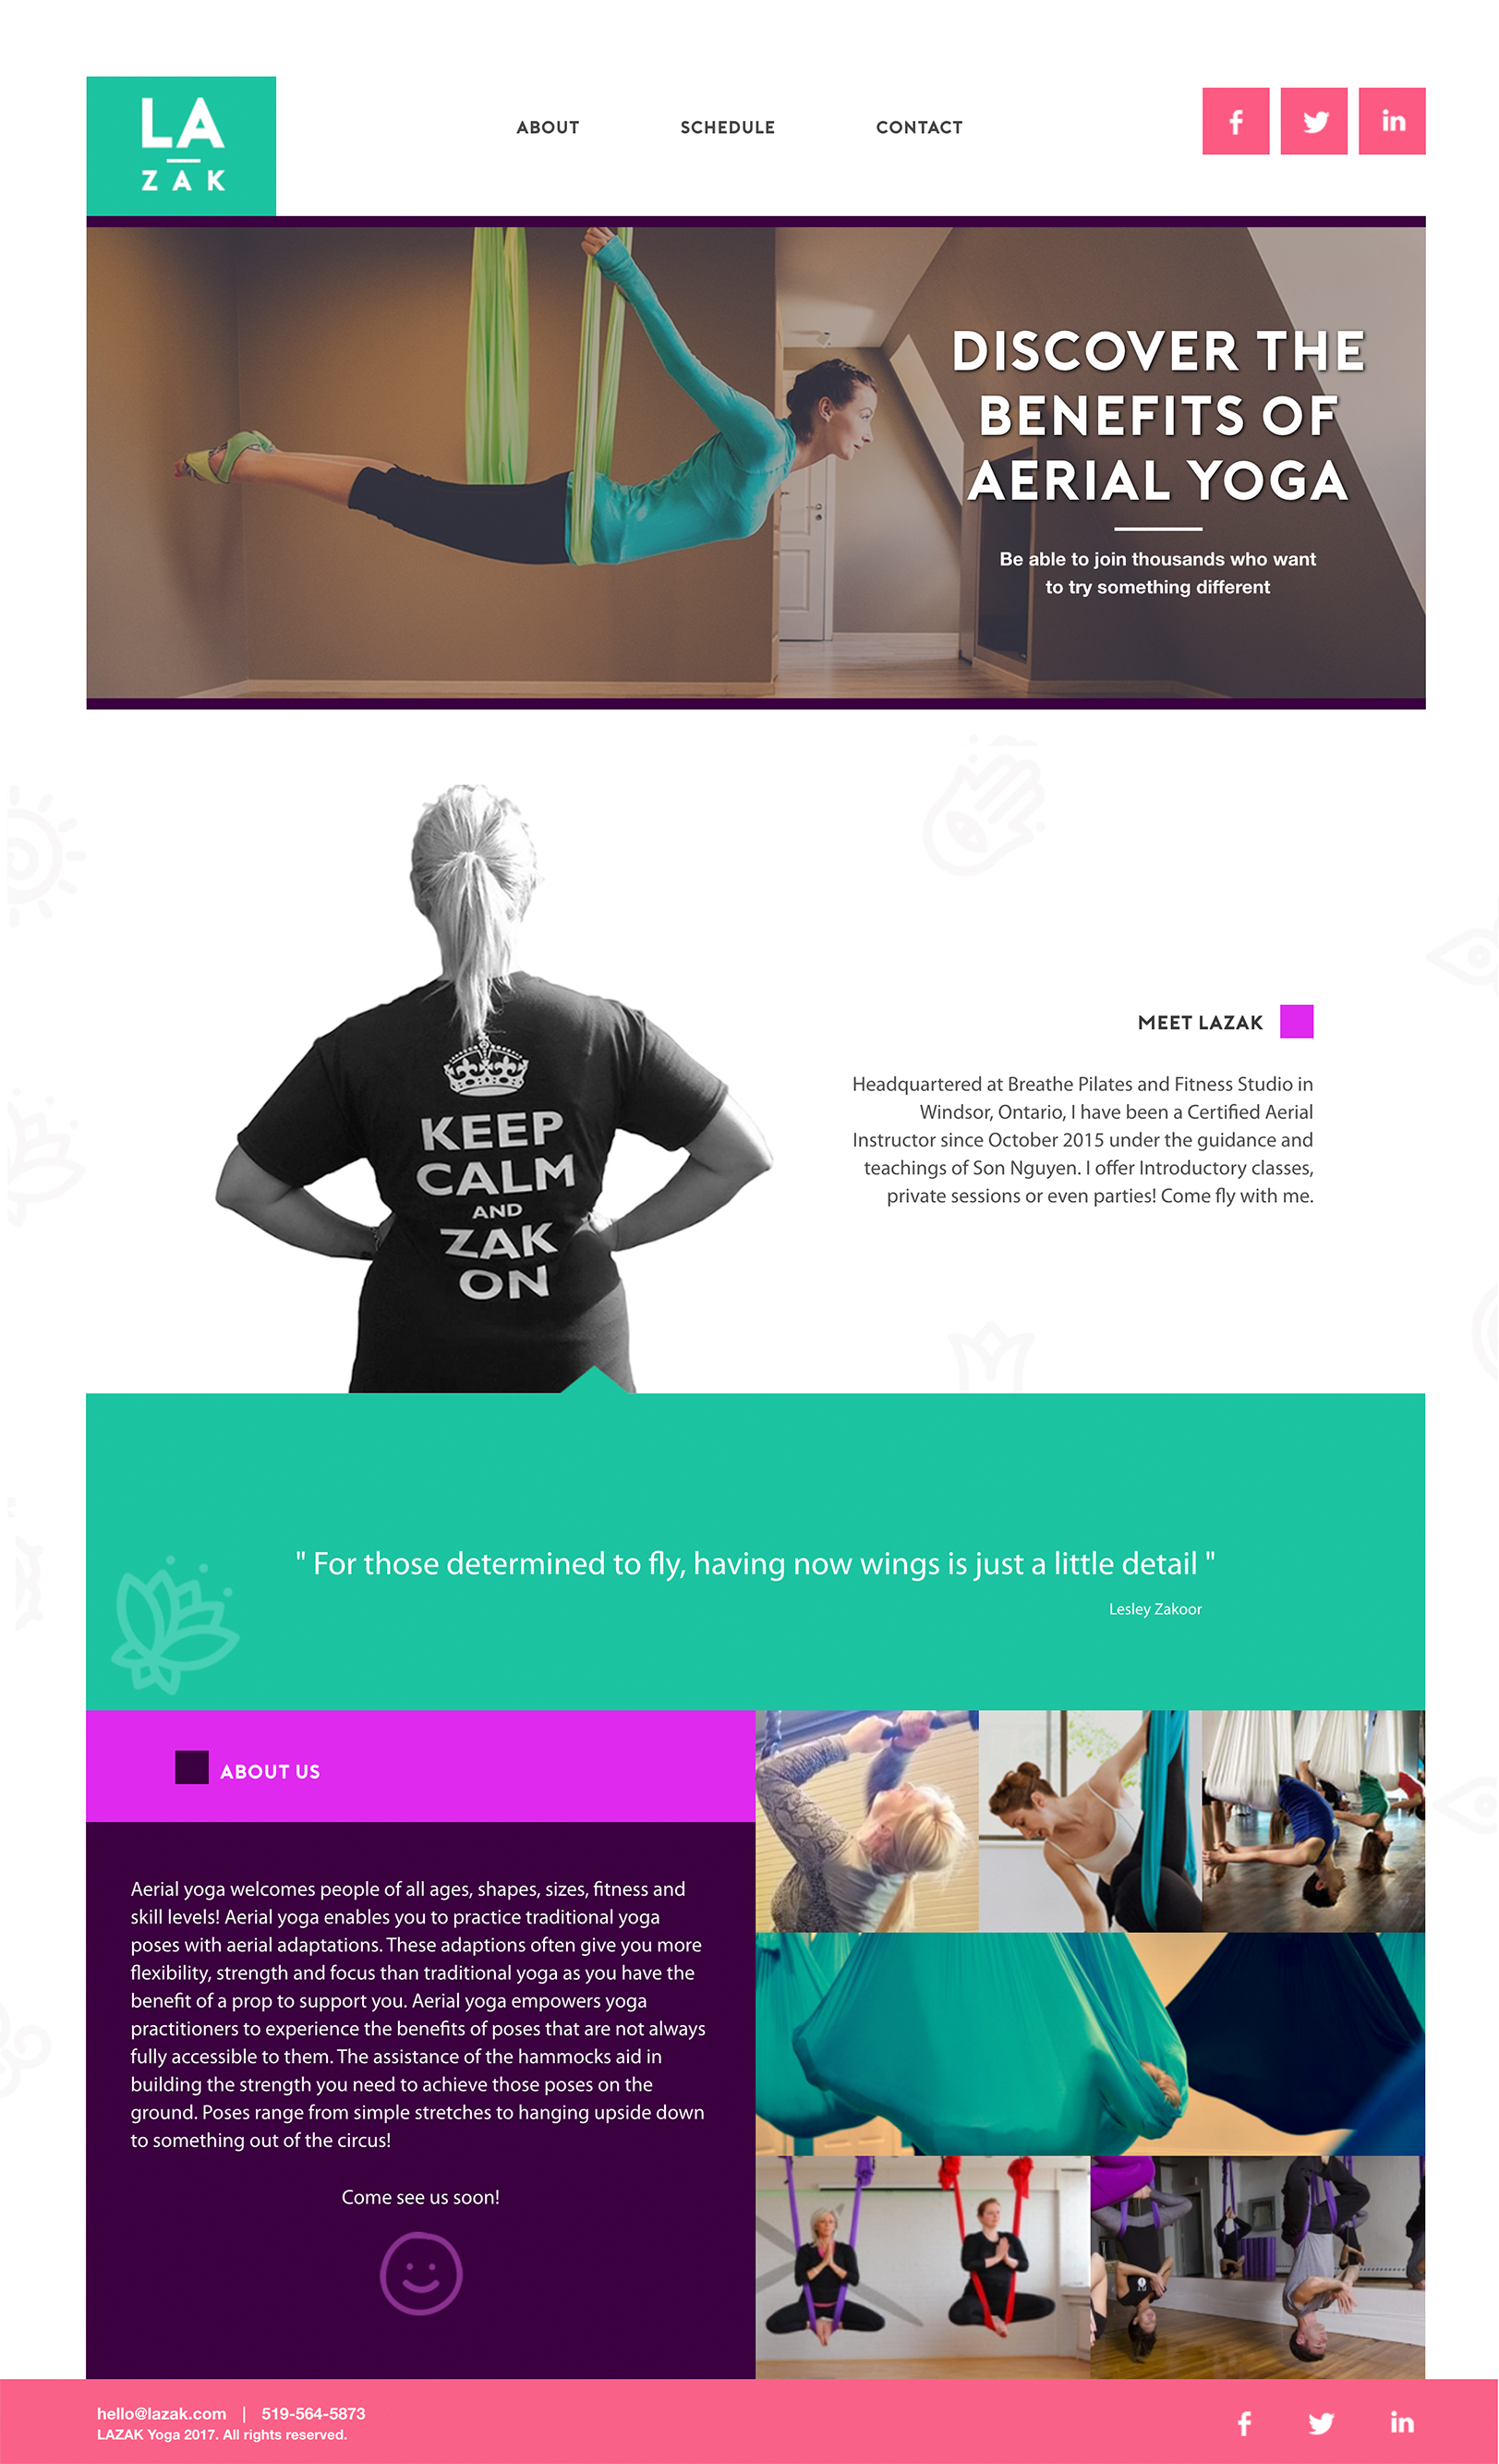 LA
ZAK
ABOUT
SCHEDULE
CONTACT
f
in
DISCOVER THE
BENEFITS OF
AERIAL YOGA
Be able to join thousands who want
to try something different
KEEP
CALM
AND
ZAK
ON
MEET LAZAK
Headquartered at Breathe Pilates and Fitness Studio in
Windsor, Ontario, I have been a Certified Aerial
Instructor since October 2015 under the guidance and
teachings of Son Nguyen. I offer Introductory classes,
private sessions or even parties! Come fly with me.
" For those determined to fly, having now wings is just a little detail "
Lesley Zakoor
ABOUT US
Aerial yoga welcomes people of all ages, shapes, sizes, fitness and
skill levels! Aerial yoga enables you to practice traditional yoga
poses with aerial adaptations. These adaptions often give you more
flexibility, strength and focus than traditional yoga as you have the
benefit of a prop to support you. Aerial yoga empowers yoga
practitioners to experience the benefits of poses that are not always
fully accessible to them. The assistance of the hammocks aid in
building the strength you need to achieve those poses on the
ground. Poses range from simple stretches to hanging upside down
to something out of the circus!
Come see us soon!
hello@lazak.com | 519-564-5873
LAZAK Yoga 2017. All rights reserved.
f
in